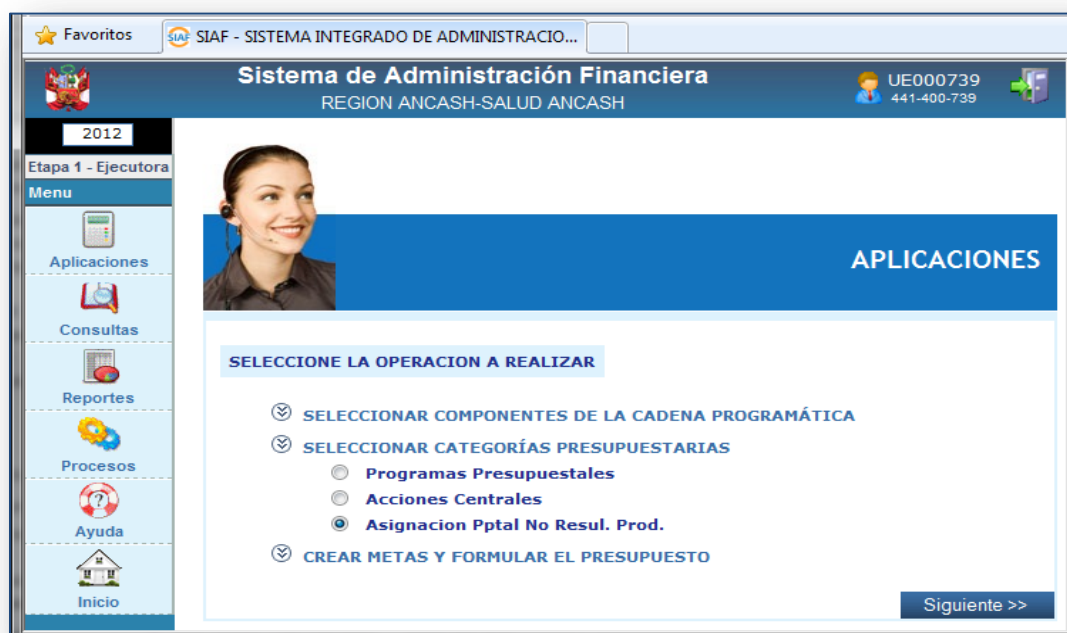 Favoritos
SIAF SIAF - SISTEMA INTEGRADO DE ADMINISTRACIO...
Sistema de Administración Financiera
REGION ANCASH-SALUD ANCASH
UE000739
441-400-739
2012
Etapa 1 - Ejecutora
Menu
Aplicaciones
Consultas
Reportes
Procesos
Ayuda
Inicio
APLICACIONES
SELECCIONE LA OPERACION A REALIZAR
SELECCIONAR COMPONENTES DE LA CADENA PROGRAMÁTICA
SELECCIONAR CATEGORÍAS PRESUPUESTARIAS
Programas Presupuestales
Acciones Centrales
Asignacion Pptal No Resul. Prod.
CREAR METAS Y FORMULAR EL PRESUPUESTO
Siguiente >>